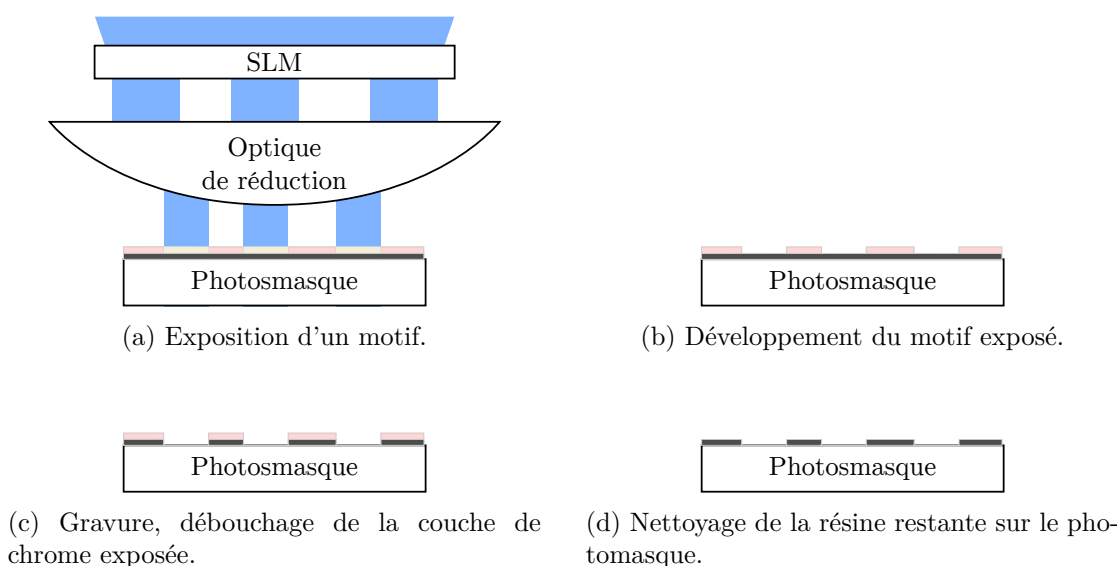 SLM
Optique
de réduction
Photosmasque
(a) Exposition d'un motif.
Photosmasque
(b) Développement du motif exposé.
Photosmasque
(c) Gravure, débouchage de la couche de
chrome exposée.
Photosmasque
(d) Nettoyage de la résine restante sur le pho-
tomasque.